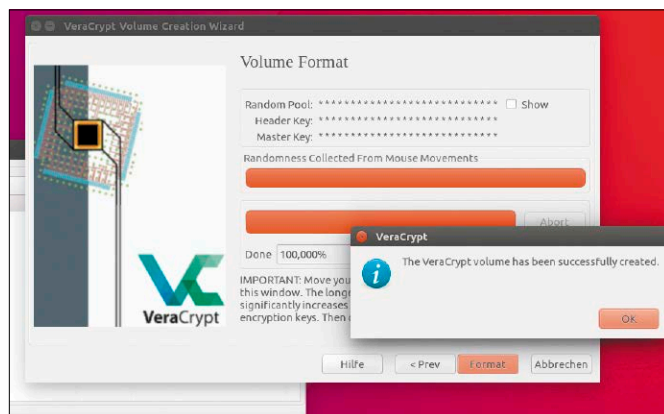 VeraCrypt Volume Creation Wizard
Volume Format
Random Pool: **************************** Show
Header Key: ****************************
Master Key: ****************************
Randomness Collected From Mouse Movements
Abort
Done 100,000%
IMPORTANT: Move you
this window. The long
significantly increases
encryption keys. Then
VeraCrypt
The VeraCrypt volume has been successfully created.
OK
VC
VeraCrypt
Hilfe < Prev Format Abbrechen